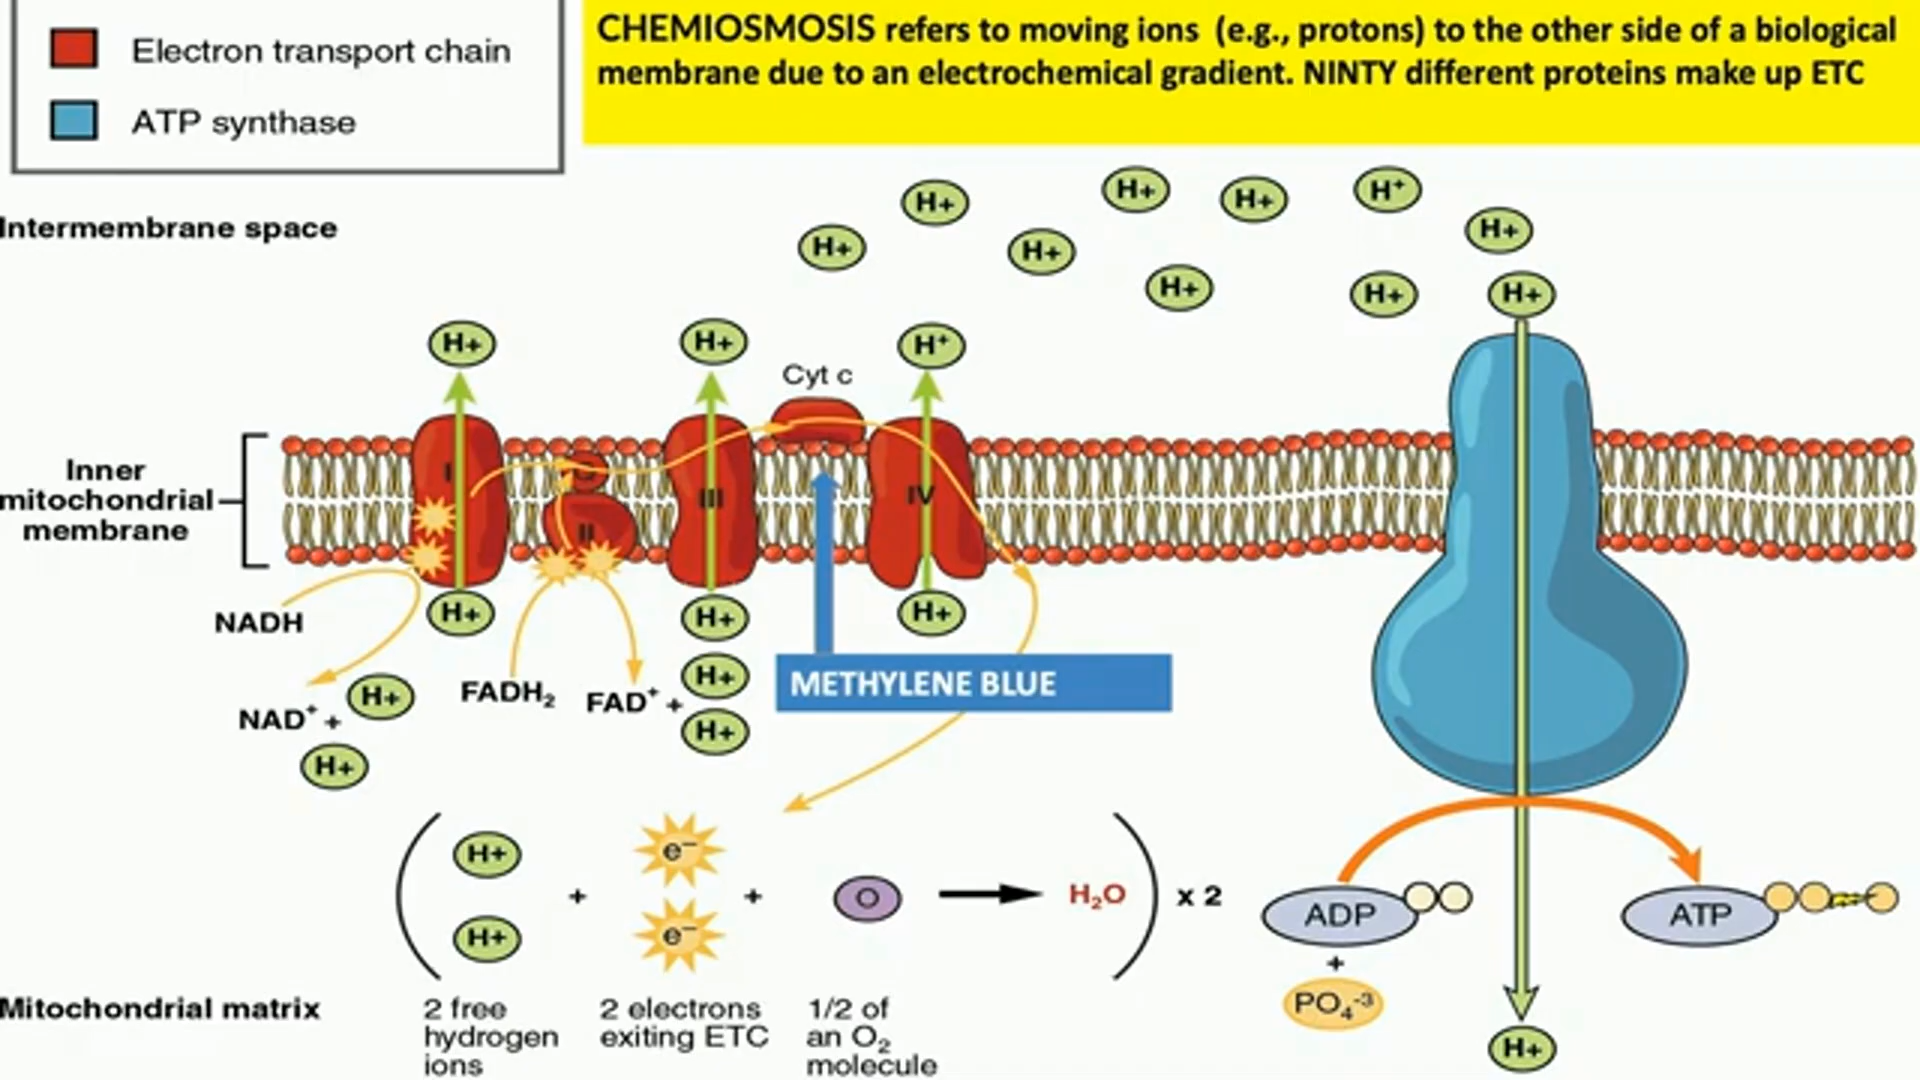 Electron transport chain
ATP synthase
CHEMIOSMOSIS refers to moving ions (e.g., protons) to the other side of a biological
membrane due to an electrochemical gradient. NINTY different proteins make up ETC
Intermembrane space
H+
H+
H+
H+
H+
H⁺
H+
H+
H+
H+
H+
H+
H⁺
Cyt c
Inner
mitochondrial
membrane
I
Q
II
III
IV
NADH
H+
H+
H+
NAD⁺ +
H+
H+
FADH₂
FAD⁺ +
H+
H+
METHYLENE BLUE
H+
H+
+
e⁻
e⁻
+
O
H₂O
x 2
ADP
+
PO₄⁻³
ATP
H+
Mitochondrial matrix
2 free
hydrogen
ions
2 electrons
exiting ETC
1/2 of
an O₂
molecule